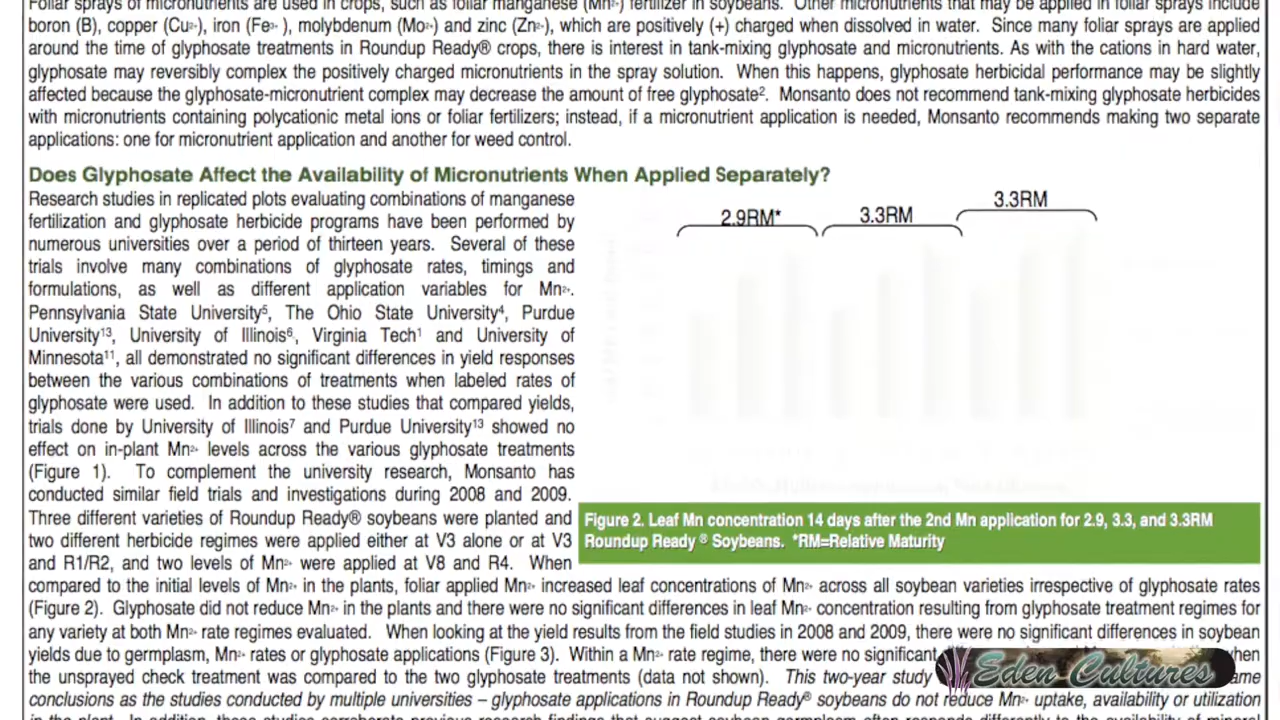 Foliar sprays of micronutrients are used in crops, such as foliar manganese (Mn²⁺) fertilizer in soybeans. Other micronutrients that may be applied in foliar sprays include
boron (B), copper (Cu²⁺), iron (Fe³⁺ ), molybdenum (Mo²⁺) and zinc (Zn²⁺), which are positively (+) charged when dissolved in water. Since many foliar sprays are applied
around the time of glyphosate treatments in Roundup Ready® crops, there is interest in tank-mixing glyphosate and micronutrients. As with the cations in hard water,
glyphosate may reversibly complex the positively charged micronutrients in the spray solution. When this happens, glyphosate herbicidal performance may be slightly
affected because the glyphosate-micronutrient complex may decrease the amount of free glyphosate². Monsanto does not recommend tank-mixing glyphosate herbicides
with micronutrients containing polycationic metal ions or foliar fertilizers; instead, if a micronutrient application is needed, Monsanto recommends making two separate
applications: one for micronutrient application and another for weed control.
Does Glyphosate Affect the Availability of Micronutrients When Applied Separately?
Research studies in replicated plots evaluating combinations of manganese
fertilization and glyphosate herbicide programs have been performed by
numerous universities over a period of thirteen years. Several of these
trials involve many combinations of glyphosate rates, timings and
formulations, as well as different application variables for Mn²⁺.
Pennsylvania State University⁵, The Ohio State University⁴, Purdue
University¹³, University of Illinois⁶, Virginia Tech¹ and University of
Minnesota¹¹, all demonstrated no significant differences in yield responses
between the various combinations of treatments when labeled rates of
glyphosate were used. In addition to these studies that compared yields,
trials done by University of Illinois⁷ and Purdue University¹³ showed no
effect on in-plant Mn²⁺ levels across the various glyphosate treatments
(Figure 1). To complement the university research, Monsanto has
conducted similar field trials and investigations during 2008 and 2009.
Three different varieties of Roundup Ready® soybeans were planted and
two different herbicide regimes were applied either at V3 alone or at V3
and R1/R2, and two levels of Mn²⁺ were applied at V8 and R4. When
2.9RM*
3.3RM
3.3RM
Figure 2. Leaf Mn concentration 14 days after the 2nd Mn application for 2.9, 3.3, and 3.3RM
Roundup Ready ® Soybeans. *RM=Relative Maturity
compared to the initial levels of Mn²⁺ in the plants, foliar applied Mn²⁺ increased leaf concentrations of Mn²⁺ across all soybean varieties irrespective of glyphosate rates
(Figure 2). Glyphosate did not reduce Mn²⁺ in the plants and there were no significant differences in leaf Mn²⁺ concentration resulting from glyphosate treatment regimes for
any variety at both Mn²⁺ rate regimes evaluated. When looking at the yield results from the field studies in 2008 and 2009, there were no significant differences in soybean
yields due to germplasm, Mn²⁺ rates or glyphosate applications (Figure 3). Within a Mn²⁺ rate regime, there were no significant when
the unsprayed check treatment was compared to the two glyphosate treatments (data not shown). This two-year study ame
Eden Cultures
conclusions as the studies conducted by multiple universities – glyphosate applications in Roundup Ready® soybeans do not reduce Mn²⁺ uptake, availability or utilization
in the plant. In addition, these studies corroborate previous research findings that suggest soybean germplasm often responds differently to the availability of mineral